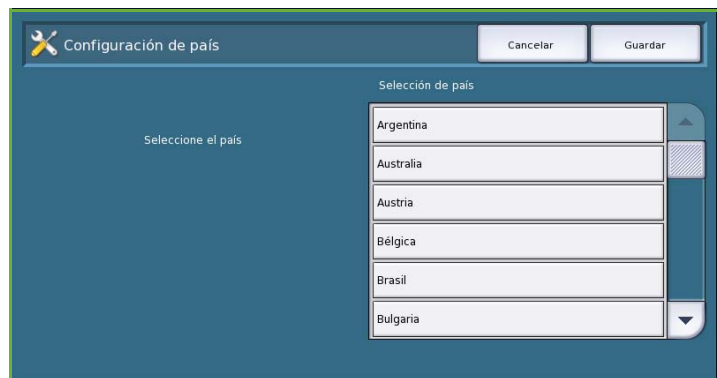 Configuración de país
Cancelar
Guardar
Selección de país
Seleccione el país
Argentina
Australia
Austria
Bélgica
Brasil
Bulgaria